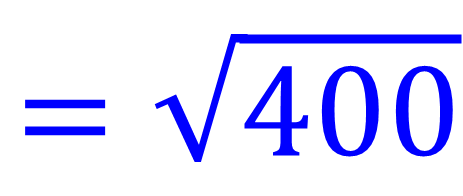 = √400